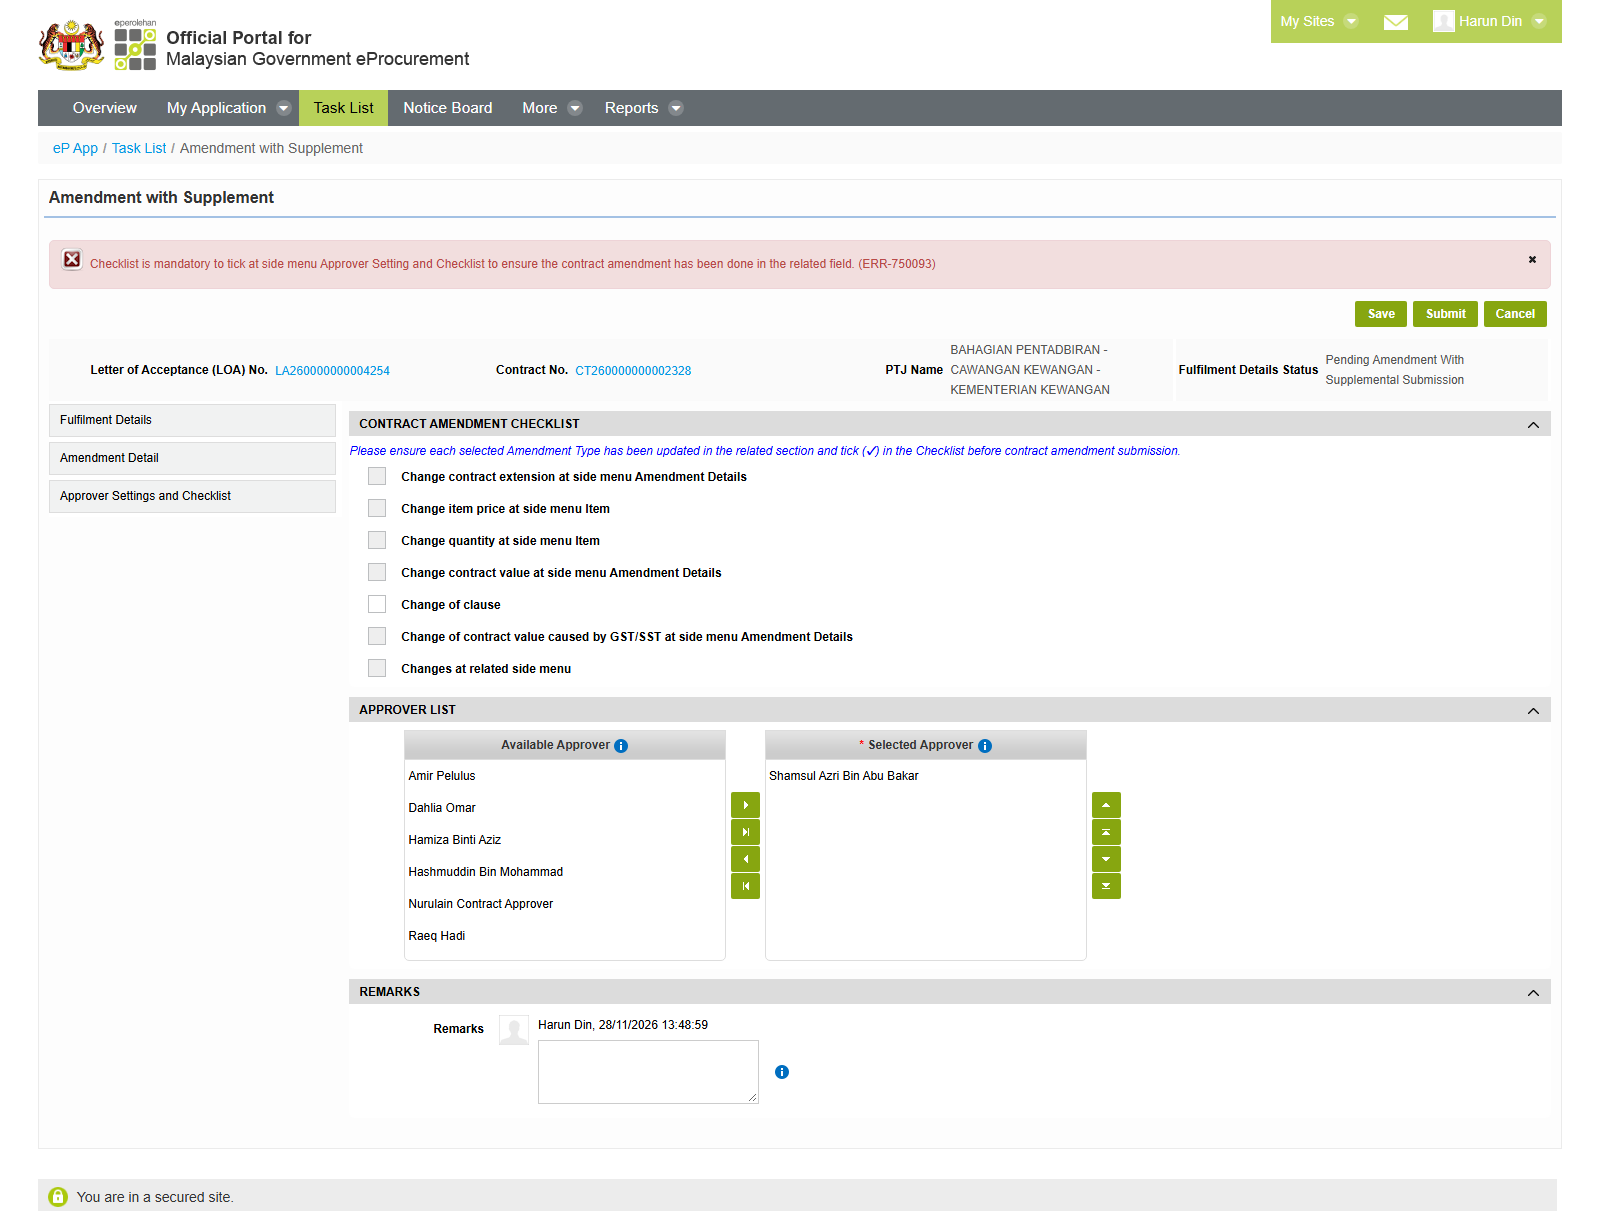 My Sites Harun Din
eperolehan
Official Portal for
Malaysian Government eProcurement
Overview My Application Task List Notice Board More Reports
eP App / Task List / Amendment with Supplement
Amendment with Supplement
Checklist is mandatory to tick at side menu Approver Setting and Checklist to ensure the contract amendment has been done in the related field. (ERR-750093)
Save Submit Cancel
Letter of Acceptance (LOA) No. LA260000000004254 Contract No. CT260000000002328 PTJ Name BAHAGIAN PENTADBIRAN -
CAWANGAN KEWANGAN -
KEMENTERIAN KEWANGAN
Fulfilment Details Status Pending Amendment With
Supplemental Submission
Fulfilment Details
Amendment Detail
Approver Settings and Checklist
CONTRACT AMENDMENT CHECKLIST
Please ensure each selected Amendment Type has been updated in the related section and tick (✓) in the Checklist before contract amendment submission.
Change contract extension at side menu Amendment Details
Change item price at side menu Item
Change quantity at side menu Item
Change contract value at side menu Amendment Details
Change of clause
Change of contract value caused by GST/SST at side menu Amendment Details
Changes at related side menu
APPROVER LIST
Available Approver
Amir Pelulus
Dahlia Omar
Hamiza Binti Aziz
Hashmuddin Bin Mohammad
Nurulain Contract Approver
Raeq Hadi
* Selected Approver
Shamsul Azri Bin Abu Bakar
REMARKS
Remarks Harun Din, 28/11/2026 13:48:59
You are in a secured site.